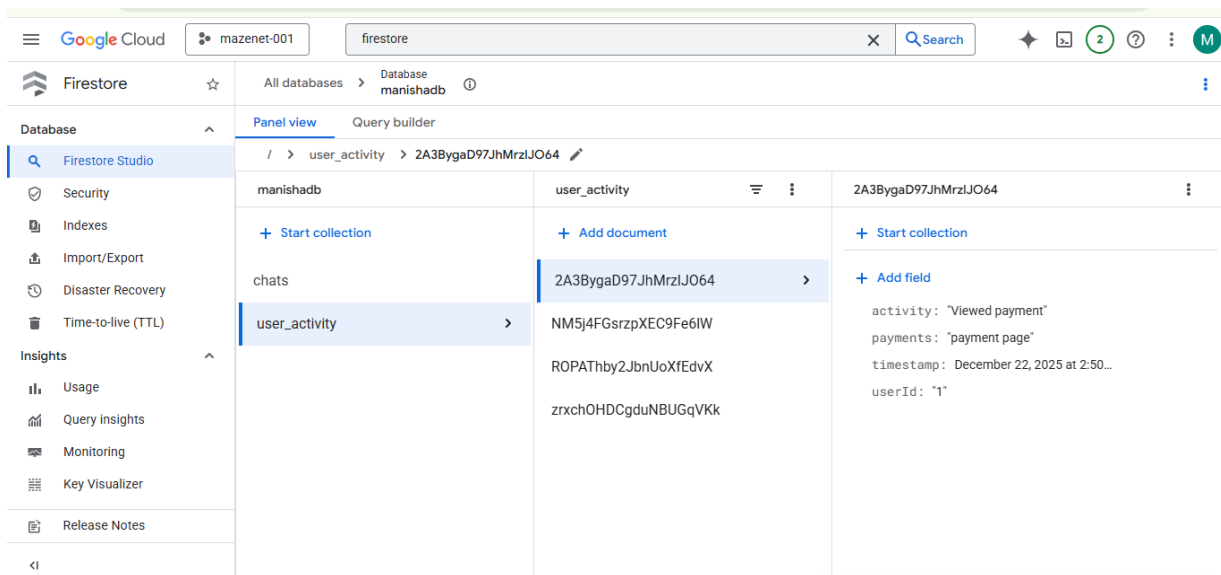 Google Cloud
mazenet-001
firestore
Search
2
M
Firestore
All databases
Database
manishadb
Database
Panel view
Query builder
Firestore Studio
/ > user_activity > 2A3BygaD97JhMrzIJO64
Security
Indexes
Import/Export
Disaster Recovery
Time-to-live (TTL)
Insights
Usage
Query insights
Monitoring
Key Visualizer
Release Notes
manishadb
+ Start collection
chats
user_activity
user_activity
+ Add document
2A3BygaD97JhMrzIJO64
NM5j4FGsrzpXEC9Fe6IW
ROPAThby2JbnUoXfEdvX
zrxchOHDCgduNBUGqVKk
2A3BygaD97JhMrzIJO64
+ Start collection
+ Add field
activity: "Viewed payment"
payments: "payment page"
timestamp: December 22, 2025 at 2:50…
userId: "1"